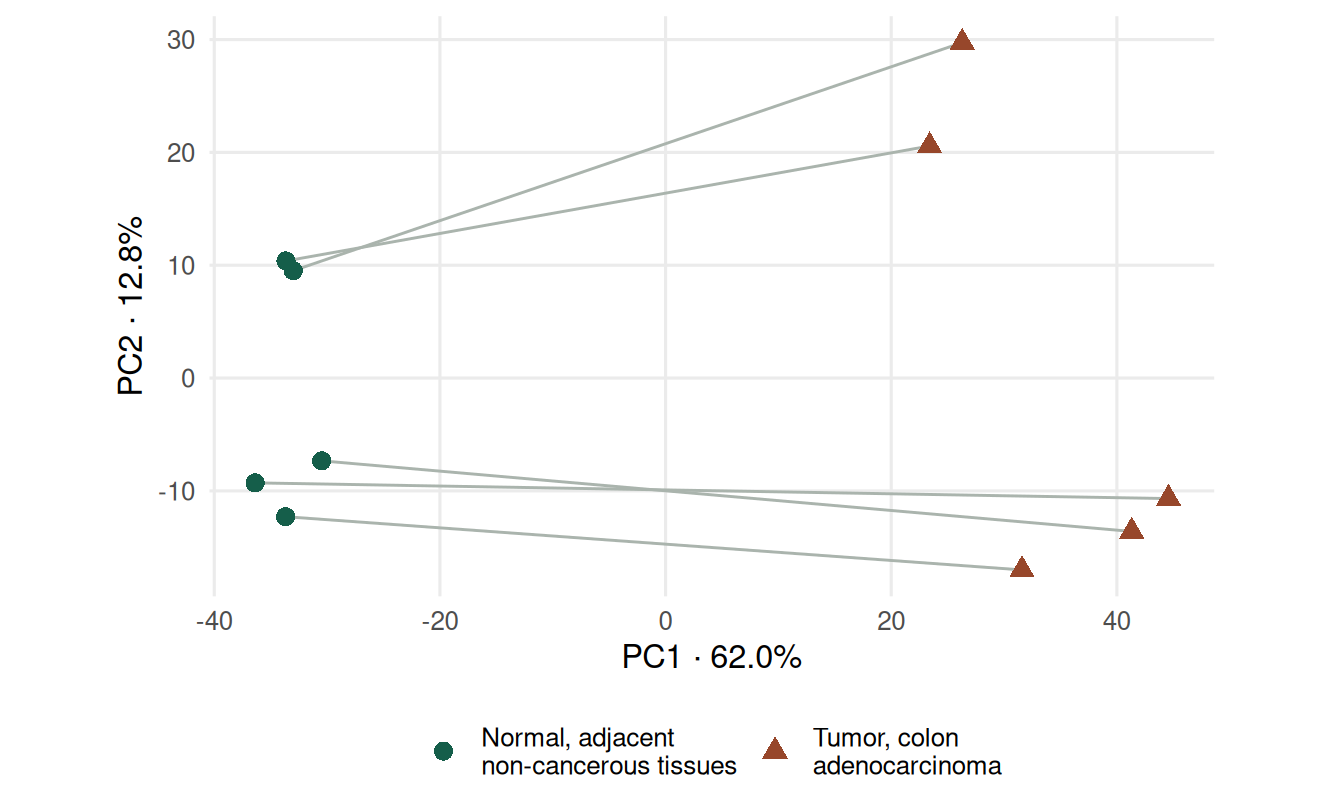 30
20
10
0
-10
PC2 · 12.8%
-40 -20 0 20 40
PC1 · 62.0%
Normal, adjacent
non-cancerous tissues
Tumor, colon
adenocarcinoma